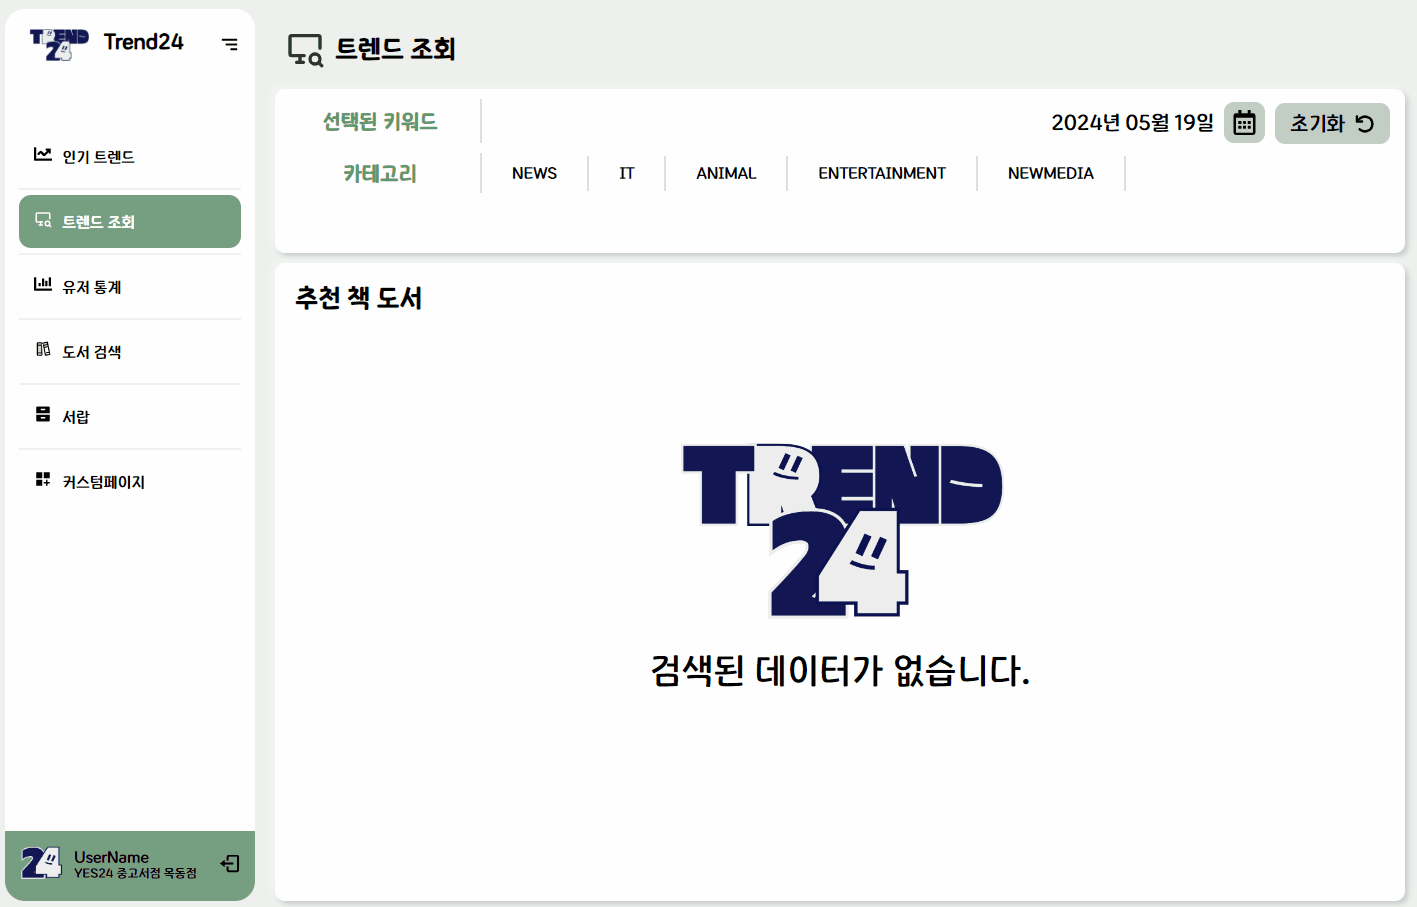 TREND
24
Trend24
인기 트렌드
트렌드 조회
유저 통계
도서 검색
서랍
커스텀페이지
24
UserName
YES24 중고서점 목동점
트렌드 조회
선택된 키워드
2024년 05월 19일
초기화
카테고리
NEWS
IT
ANIMAL
ENTERTAINMENT
NEWMEDIA
추천 책 도서
TREND
24
검색된 데이터가 없습니다.